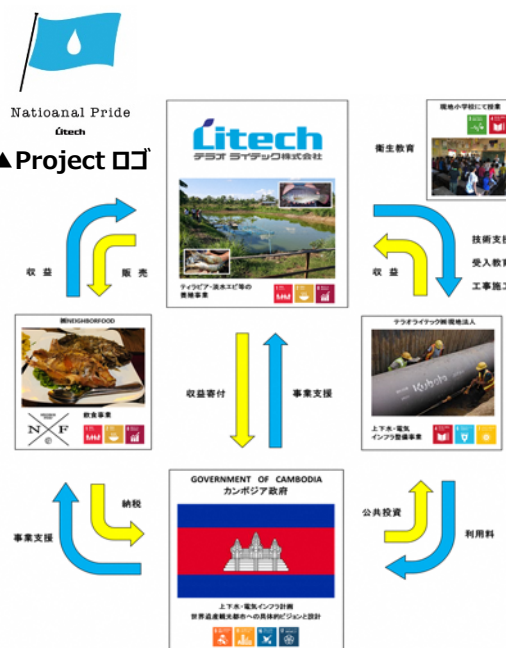 Natioanal Pride
Litech
▲Project ロゴ
Litech
テラオ ライテック株式会社
ティラピア・淡水エビ等の
養殖事業
現地小学校にて授業
衛生教育
収益
販売
収益
技術支援
受入教育
工事施工
㈱NEIGHBORFOOD
飲食事業
N F
テラオライテック㈱現地法人
Kubota
上下水・電気
インフラ整備事業
収益寄付
事業支援
納税
事業支援
公共投資
利用料
GOVERNMENT OF CAMBODIA
カンボジア政府
上下水・電気インフラ計画
世界遺産観光都市への具体的ビジョンと設計